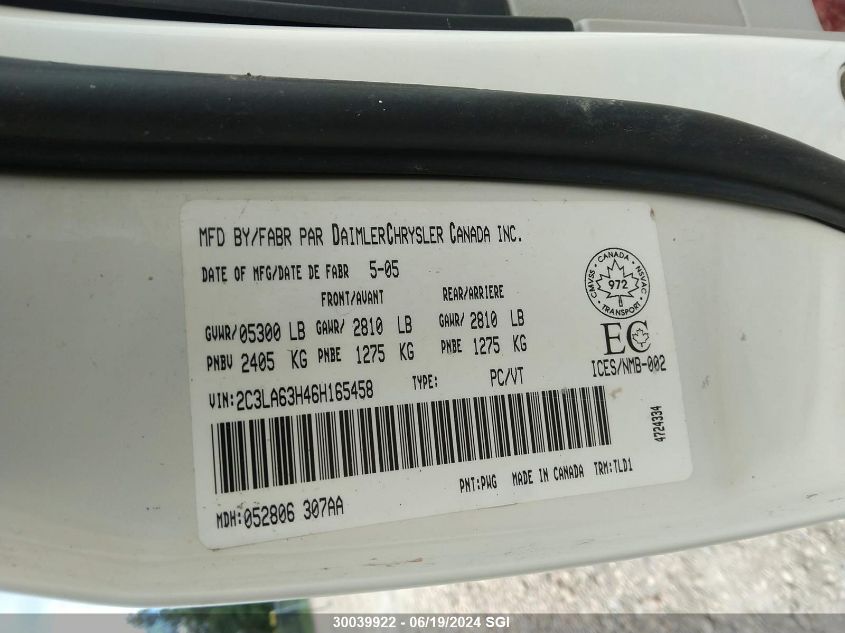 MFD BY/FABR PAR DAIMLERCHRYSLER CANADA INC.
DATE OF MFG/DATE DE FABR 5-05
FRONT/AVANT REAR/ARRIERE
GVWR/05300 LB GAWR/ 2810 LB GAWR/ 2810 LB
PNBV 2405 KG PNBE 1275 KG PNBE 1275 KG
VIN:2C3LA63H46H165458 TYPE: PC/VT
CANADA
CMVSS 972 NSVAC
TRANSPORT
EC
ICES/NMB-002
4724334
PNT:PWG MADE IN CANADA TRM:TLD1
MDH:052806 307AA
30039922 - 06/19/2024 SGI